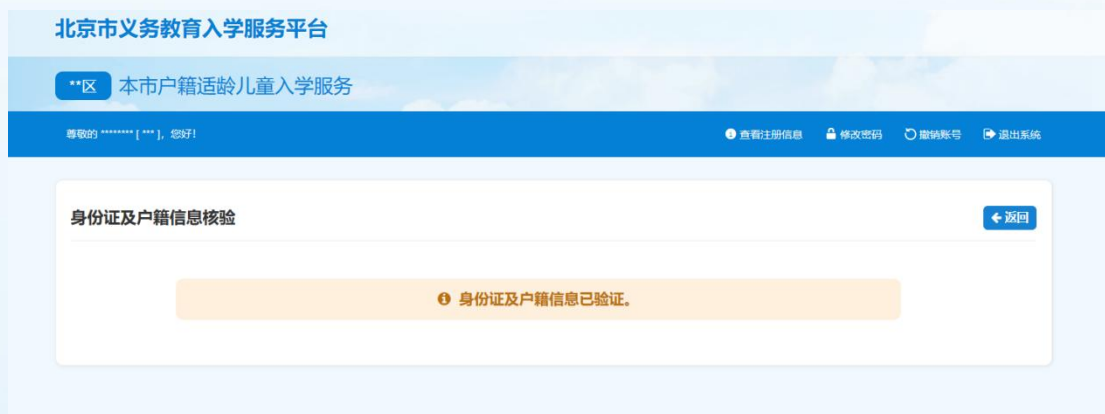 北京市义务教育入学服务平台
**区 本市户籍适龄儿童入学服务
尊敬的 ******** [ *** ]，您好! 查看注册信息 修改密码 撤销账号 退出系统
身份证及户籍信息核验 返回
身份证及户籍信息已验证。